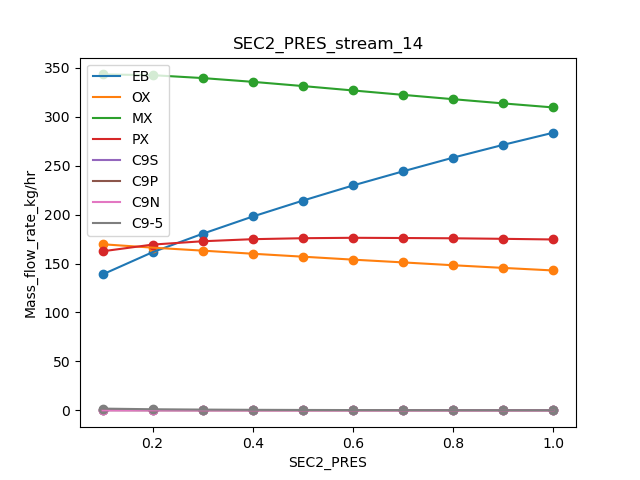 SEC2_PRES_stream_14
Mass_flow_rate_kg/hr
350
300
250
200
150
100
50
0
EB
OX
MX
PX
C9S
C9P
C9N
C9-5
0.2 0.4 0.6 0.8 1.0
SEC2_PRES